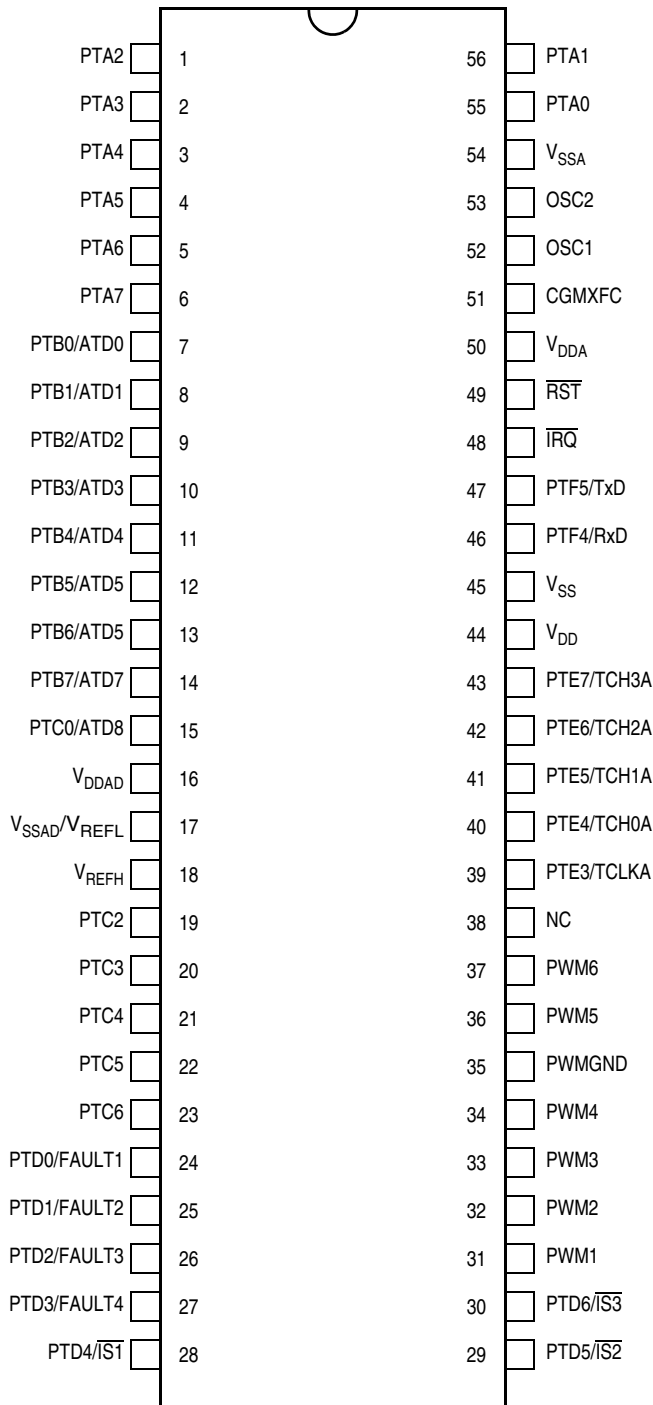 PTA2 1 56 PTA1
PTA3 2 55 PTA0
PTA4 3 54 VSSA
PTA5 4 53 OSC2
PTA6 5 52 OSC1
PTA7 6 51 CGMXFC
PTB0/ATD0 7 50 VDDA
PTB1/ATD1 8 49 R̅S̅T̅
PTB2/ATD2 9 48 I̅R̅Q̅
PTB3/ATD3 10 47 PTF5/TxD
PTB4/ATD4 11 46 PTF4/RxD
PTB5/ATD5 12 45 VSS
PTB6/ATD5 13 44 VDD
PTB7/ATD7 14 43 PTE7/TCH3A
PTC0/ATD8 15 42 PTE6/TCH2A
VDDAD 16 41 PTE5/TCH1A
VSSAD/VREFL 17 40 PTE4/TCH0A
VREFH 18 39 PTE3/TCLKA
PTC2 19 38 NC
PTC3 20 37 PWM6
PTC4 21 36 PWM5
PTC5 22 35 PWMGND
PTC6 23 34 PWM4
PTD0/FAULT1 24 33 PWM3
PTD1/FAULT2 25 32 PWM2
PTD2/FAULT3 26 31 PWM1
PTD3/FAULT4 27 30 PTD6/I̅S̅3̅
PTD4/I̅S̅1̅ 28 29 PTD5/I̅S̅2̅